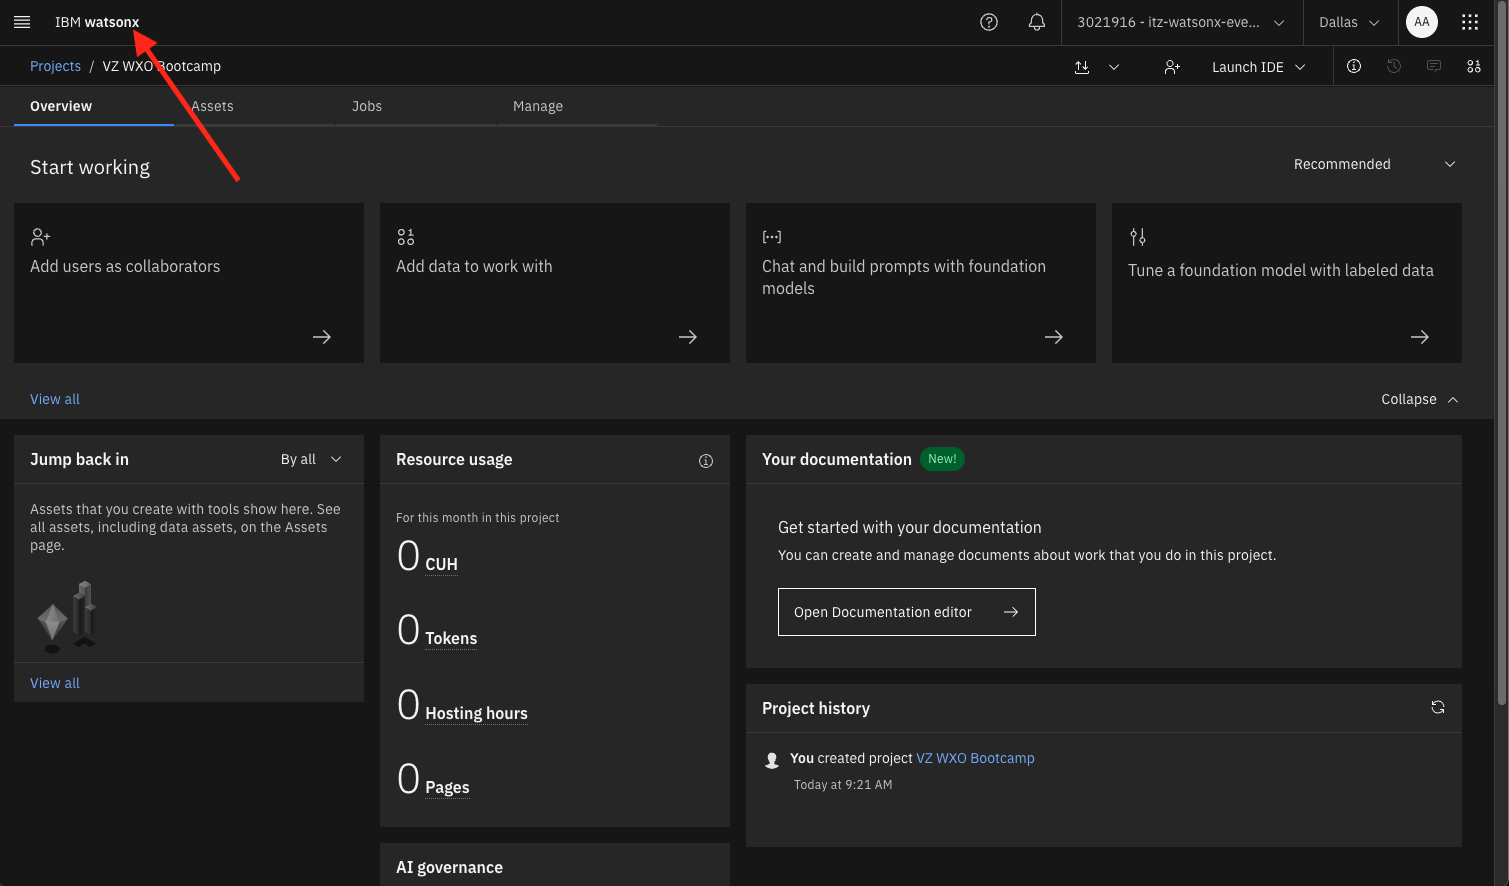 IBM watsonx
3021916 - itz-watsonx-eve...
Dallas
AA
Projects / VZ WXO Bootcamp
Launch IDE
Overview
Assets
Jobs
Manage
Start working
Recommended
Add users as collaborators
Add data to work with
Chat and build prompts with foundation
models
Tune a foundation model with labeled data
View all
Collapse
Jump back in
By all
Assets that you create with tools show here. See
all assets, including data assets, on the Assets
page.
View all
Resource usage
For this month in this project
0 CUH
0 Tokens
0 Hosting hours
0 Pages
AI governance
Your documentation New!
Get started with your documentation
You can create and manage documents about work that you do in this project.
Open Documentation editor
Project history
You created project VZ WXO Bootcamp
Today at 9:21 AM